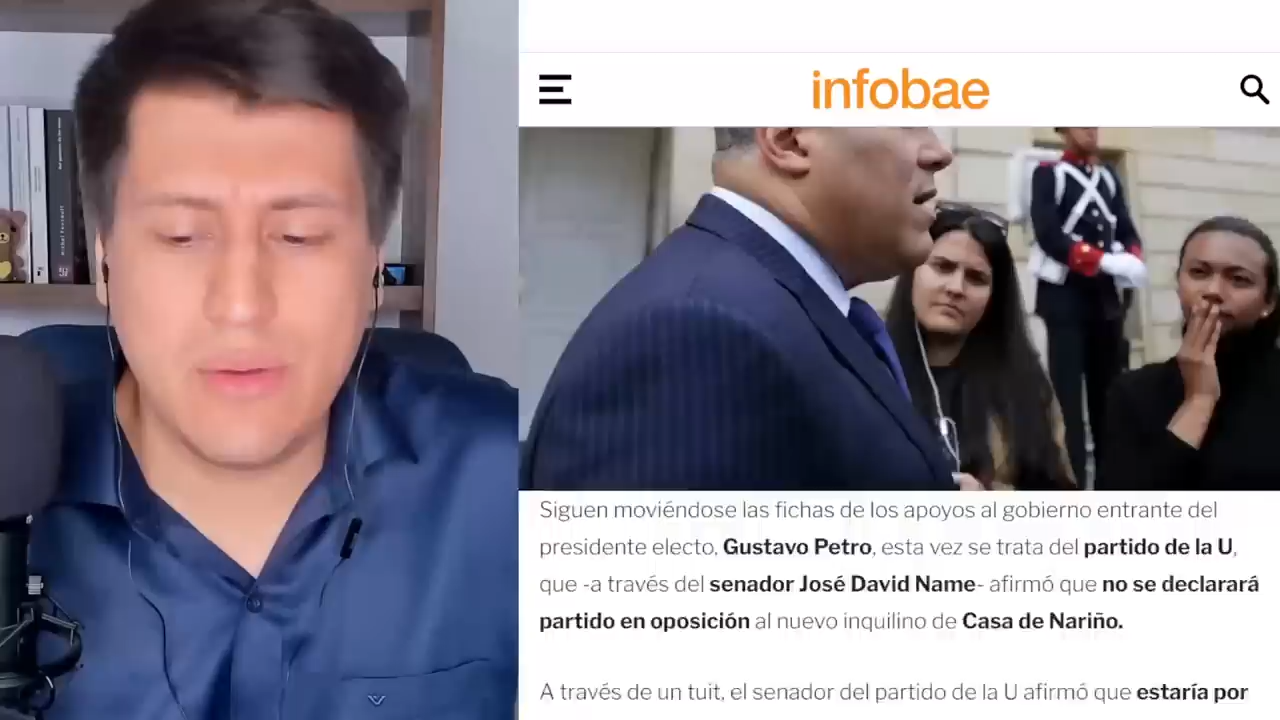 infobae
Siguen moviéndose las fichas de los apoyos al gobierno entrante del
presidente electo, Gustavo Petro, esta vez se trata del partido de la U,
que -a través del senador José David Name- afirmó que no se declarará
partido en oposición al nuevo inquilino de Casa de Nariño.
A través de un tuit, el senador del partido de la U afirmó que estaría por